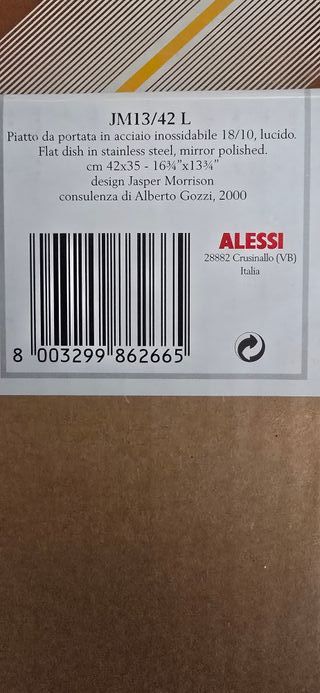 JM13/42 L
Piatto da portata in acciaio inossidabile 18/10, lucido.
Flat dish in stainless steel, mirror polished.
cm 42x35 - 16¾”x13¾”
design Jasper Morrison
consulenza di Alberto Gozzi, 2000
ALESSI
28882 Crusinallo (VB)
Italia
8 003299 862665